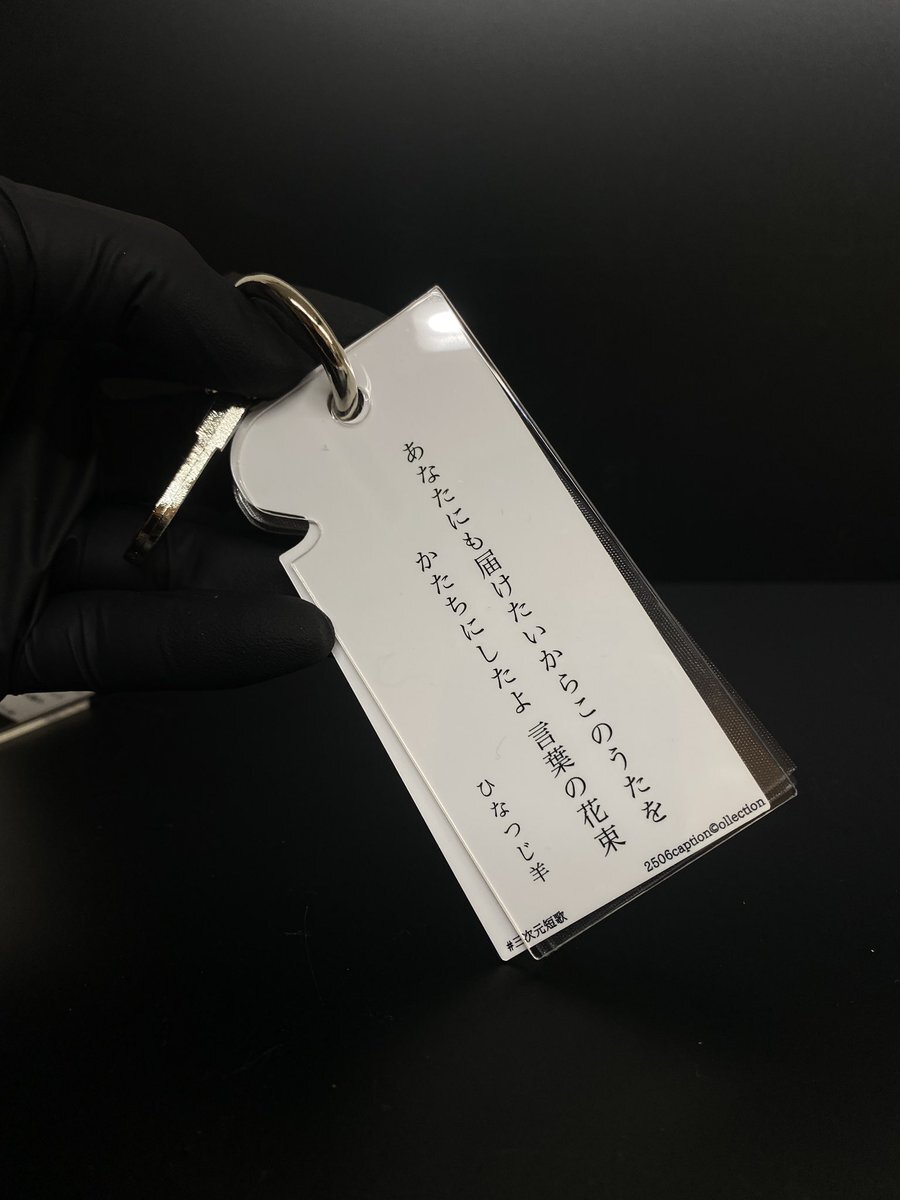 あなたにも届けたいからこのうたを
かたちにしたよ 言葉の花束
ひなつじ羊
2506caption©ollection
#三次元短歌